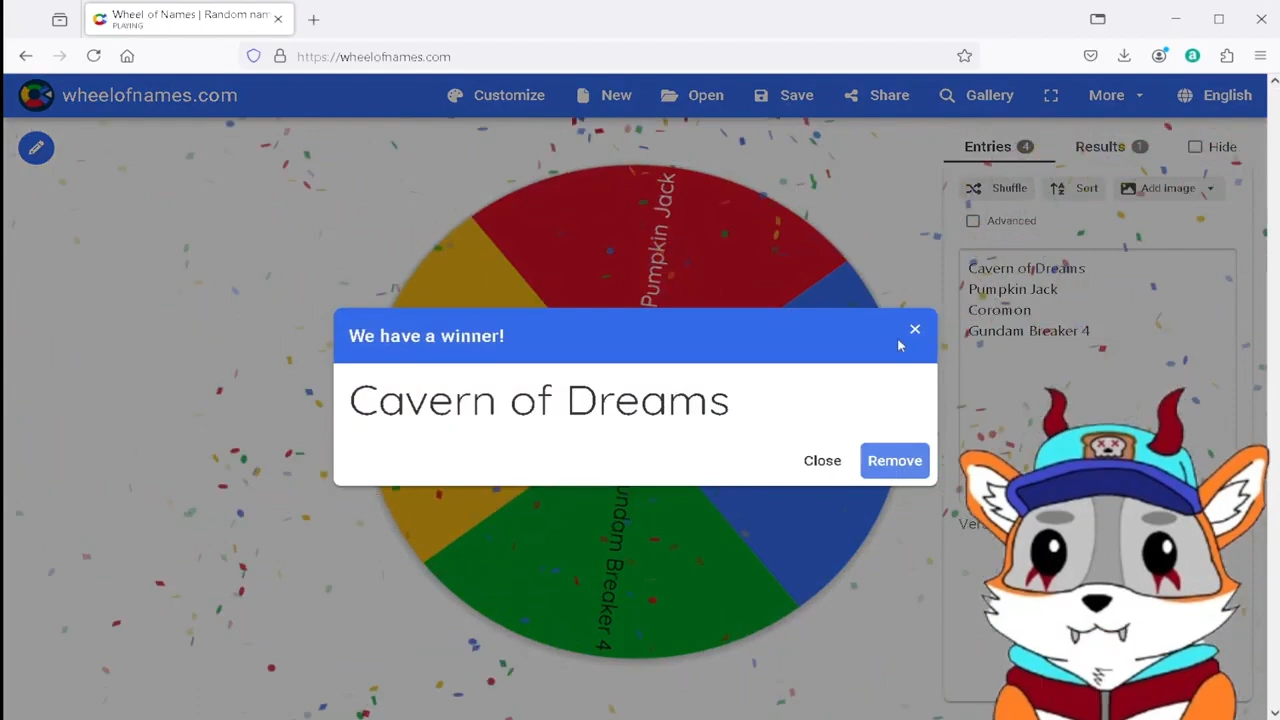 Wheel of Names | Random nam
PLAYING
https://wheelofnames.com
wheelofnames.com
Customize
New
Open
Save
Share
Gallery
More
English
Entries 4
Results 1
Hide
Shuffle
Sort
Add image
Advanced
Cavern of Dreams
Pumpkin Jack
Coromon
Gundam Breaker 4
Pumpkin Jack
We have a winner!
Cavern of Dreams
Close
Remove
undam Breaker 4